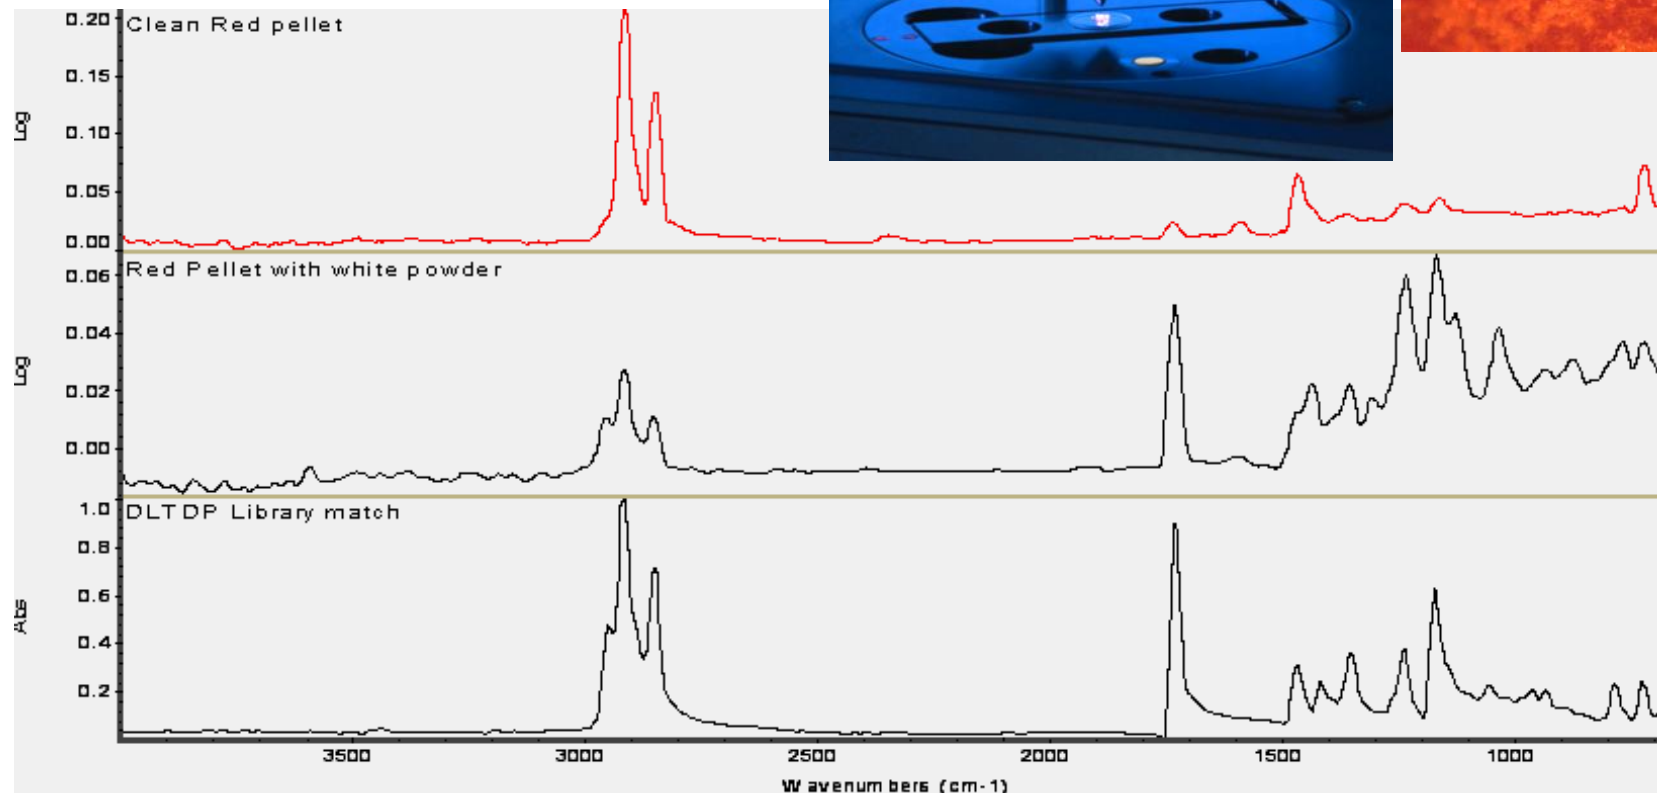 Clean Red pellet
0.20
0.15
0.10
0.05
0.00
Log
Red Pellet with white powder
0.06
0.04
0.02
0.00
Log
DLTDP Library match
1.0
0.8
0.6
0.4
0.2
Abs
3500 3000 2500 2000 1500 1000
Wavenumbers (cm-1)